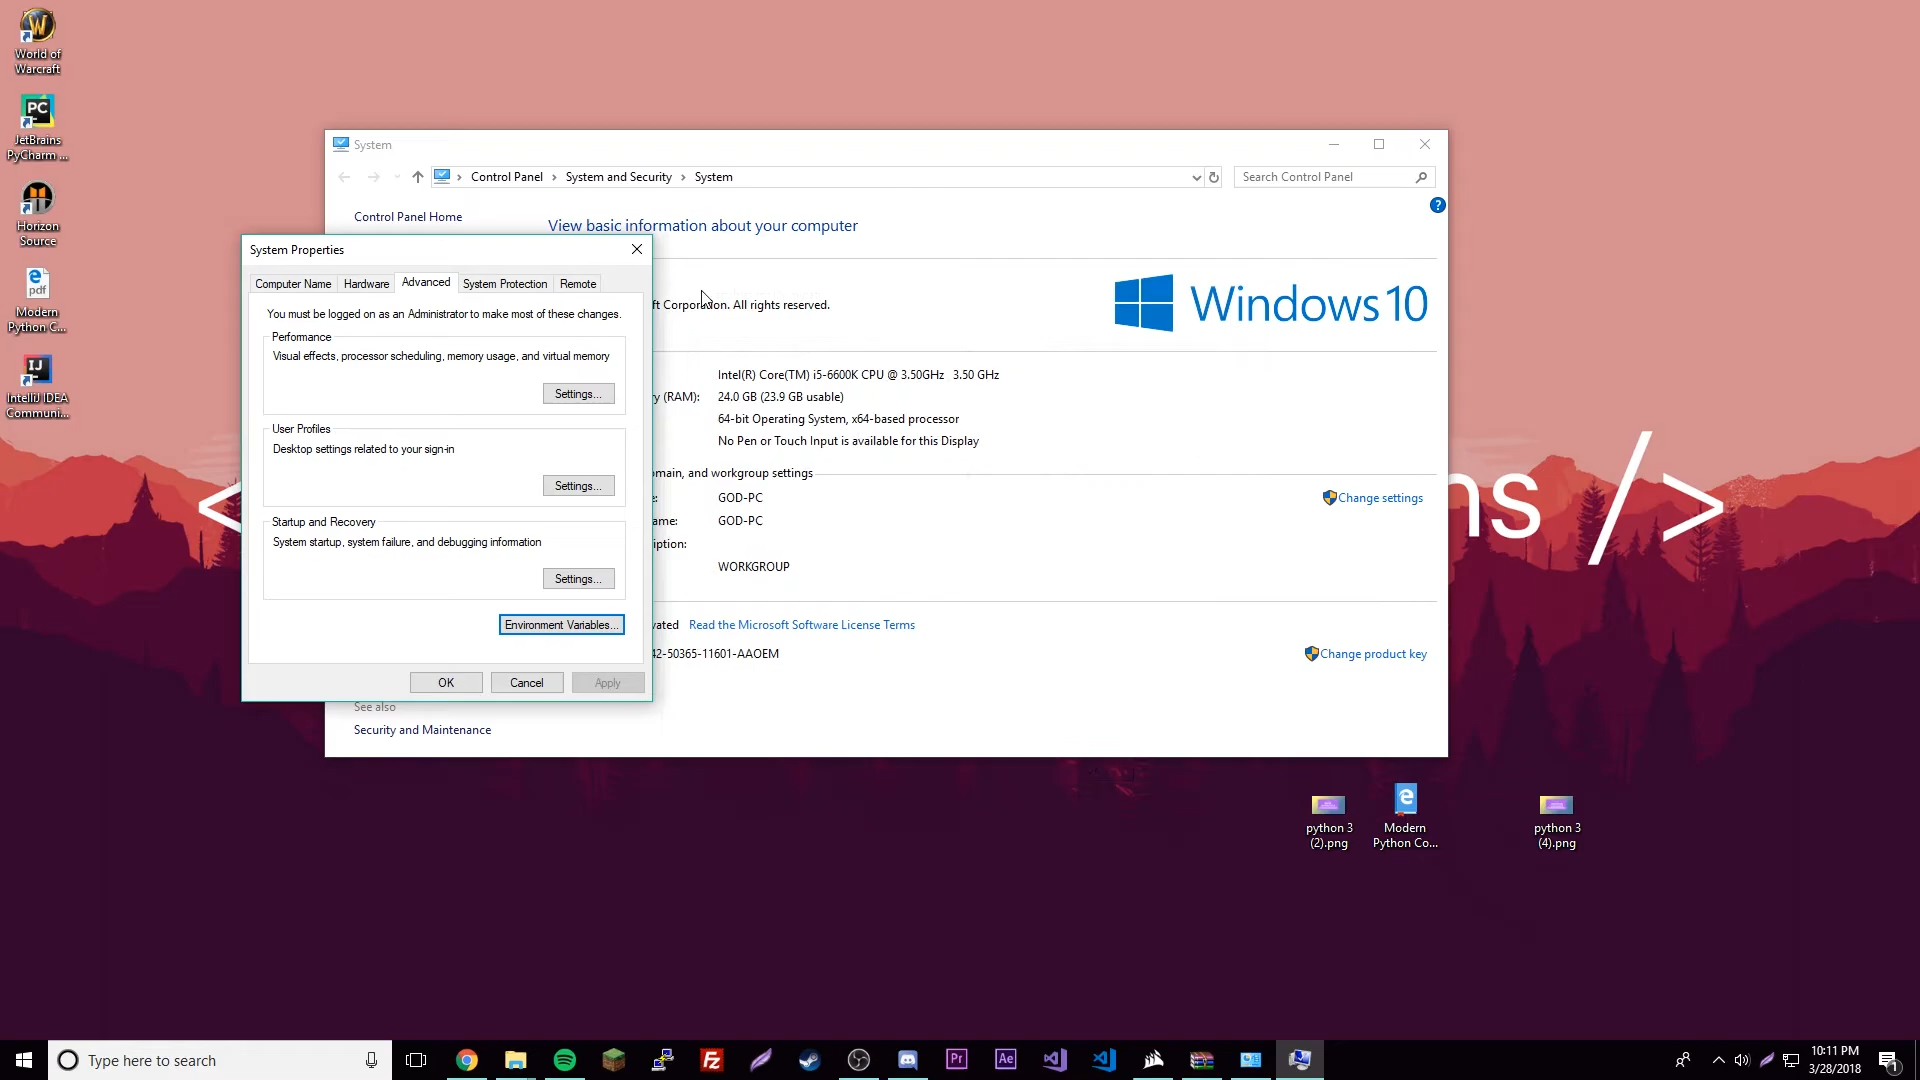 World of
Warcraft
PC
JetBrains
PyCharm ...
Horizon
Source
pdf
Modern
Python C...
IJ
IntelliJ IDEA
Communi...
System
Control Panel > System and Security > System
Search Control Panel
Control Panel Home
View basic information about your computer
System Properties
Computer Name
Hardware
Advanced
System Protection
Remote
You must be logged on as an Administrator to make most of these changes.
Performance
Visual effects, processor scheduling, memory usage, and virtual memory
Settings...
User Profiles
Desktop settings related to your sign-in
Settings...
Startup and Recovery
System startup, system failure, and debugging information
Settings...
Environment Variables...
OK
Cancel
Apply
ft Corporation. All rights reserved.
Windows 10
Intel(R) Core(TM) i5-6600K CPU @ 3.50GHz 3.50 GHz
y (RAM): 24.0 GB (23.9 GB usable)
64-bit Operating System, x64-based processor
No Pen or Touch Input is available for this Display
omain, and workgroup settings
e: GOD-PC
Change settings
ame: GOD-PC
iption:
WORKGROUP
vated Read the Microsoft Software License Terms
42-50365-11601-AAOEM
Change product key
See also
Security and Maintenance
<
ns />
python 3
(2).png
Modern
Python Co...
python 3
(4).png
Type here to search
Pr
Ae
10:11 PM
3/28/2018
1